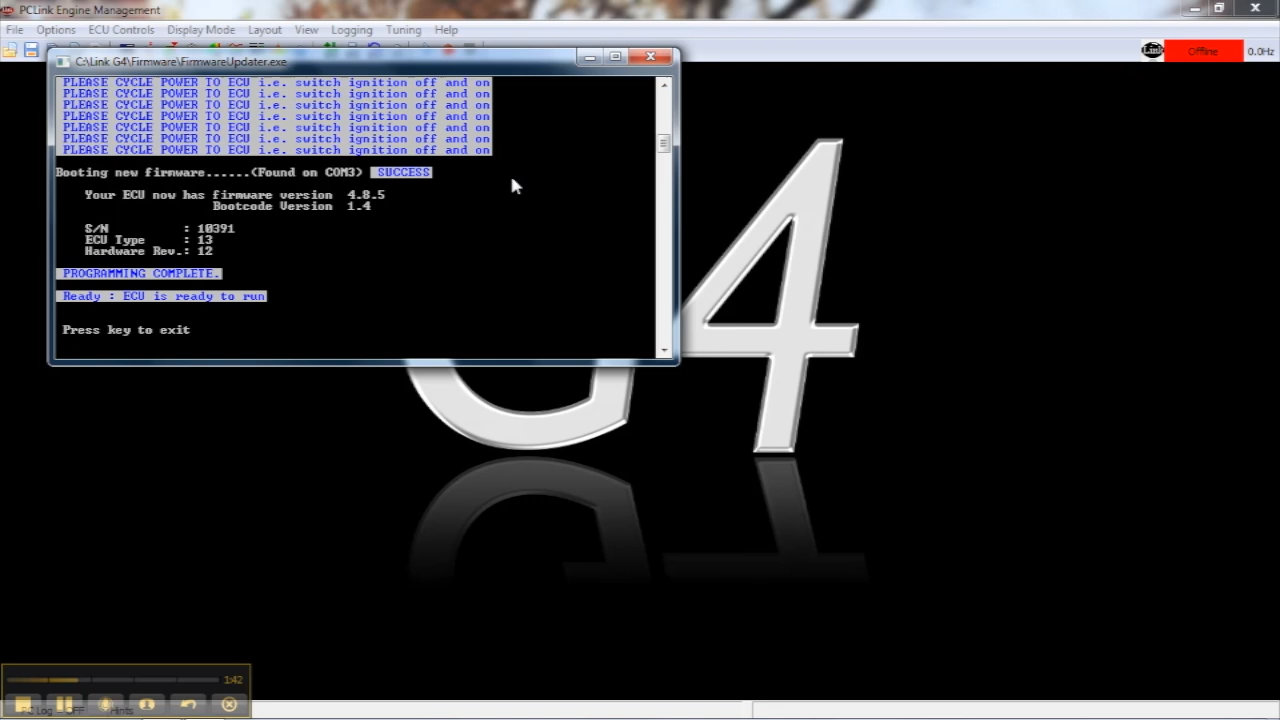 PCLink Engine Management
File Options ECU Controls Display Mode Layout View Logging Tuning Help
Link Offline 0.0Hz
C:\Link G4\Firmware\FirmwareUpdater.exe
PLEASE CYCLE POWER TO ECU i.e. switch ignition off and on
PLEASE CYCLE POWER TO ECU i.e. switch ignition off and on
PLEASE CYCLE POWER TO ECU i.e. switch ignition off and on
PLEASE CYCLE POWER TO ECU i.e. switch ignition off and on
PLEASE CYCLE POWER TO ECU i.e. switch ignition off and on
PLEASE CYCLE POWER TO ECU i.e. switch ignition off and on
PLEASE CYCLE POWER TO ECU i.e. switch ignition off and on
Booting new firmware......(Found on COM3) SUCCESS
Your ECU now has firmware version 4.8.5
Bootcode Version 1.4
S/N : 10391
ECU Type : 13
Hardware Rev.: 12
PROGRAMMING COMPLETE.
Ready : ECU is ready to run
Press key to exit
G4
1:42
PC Log = OFF Hints